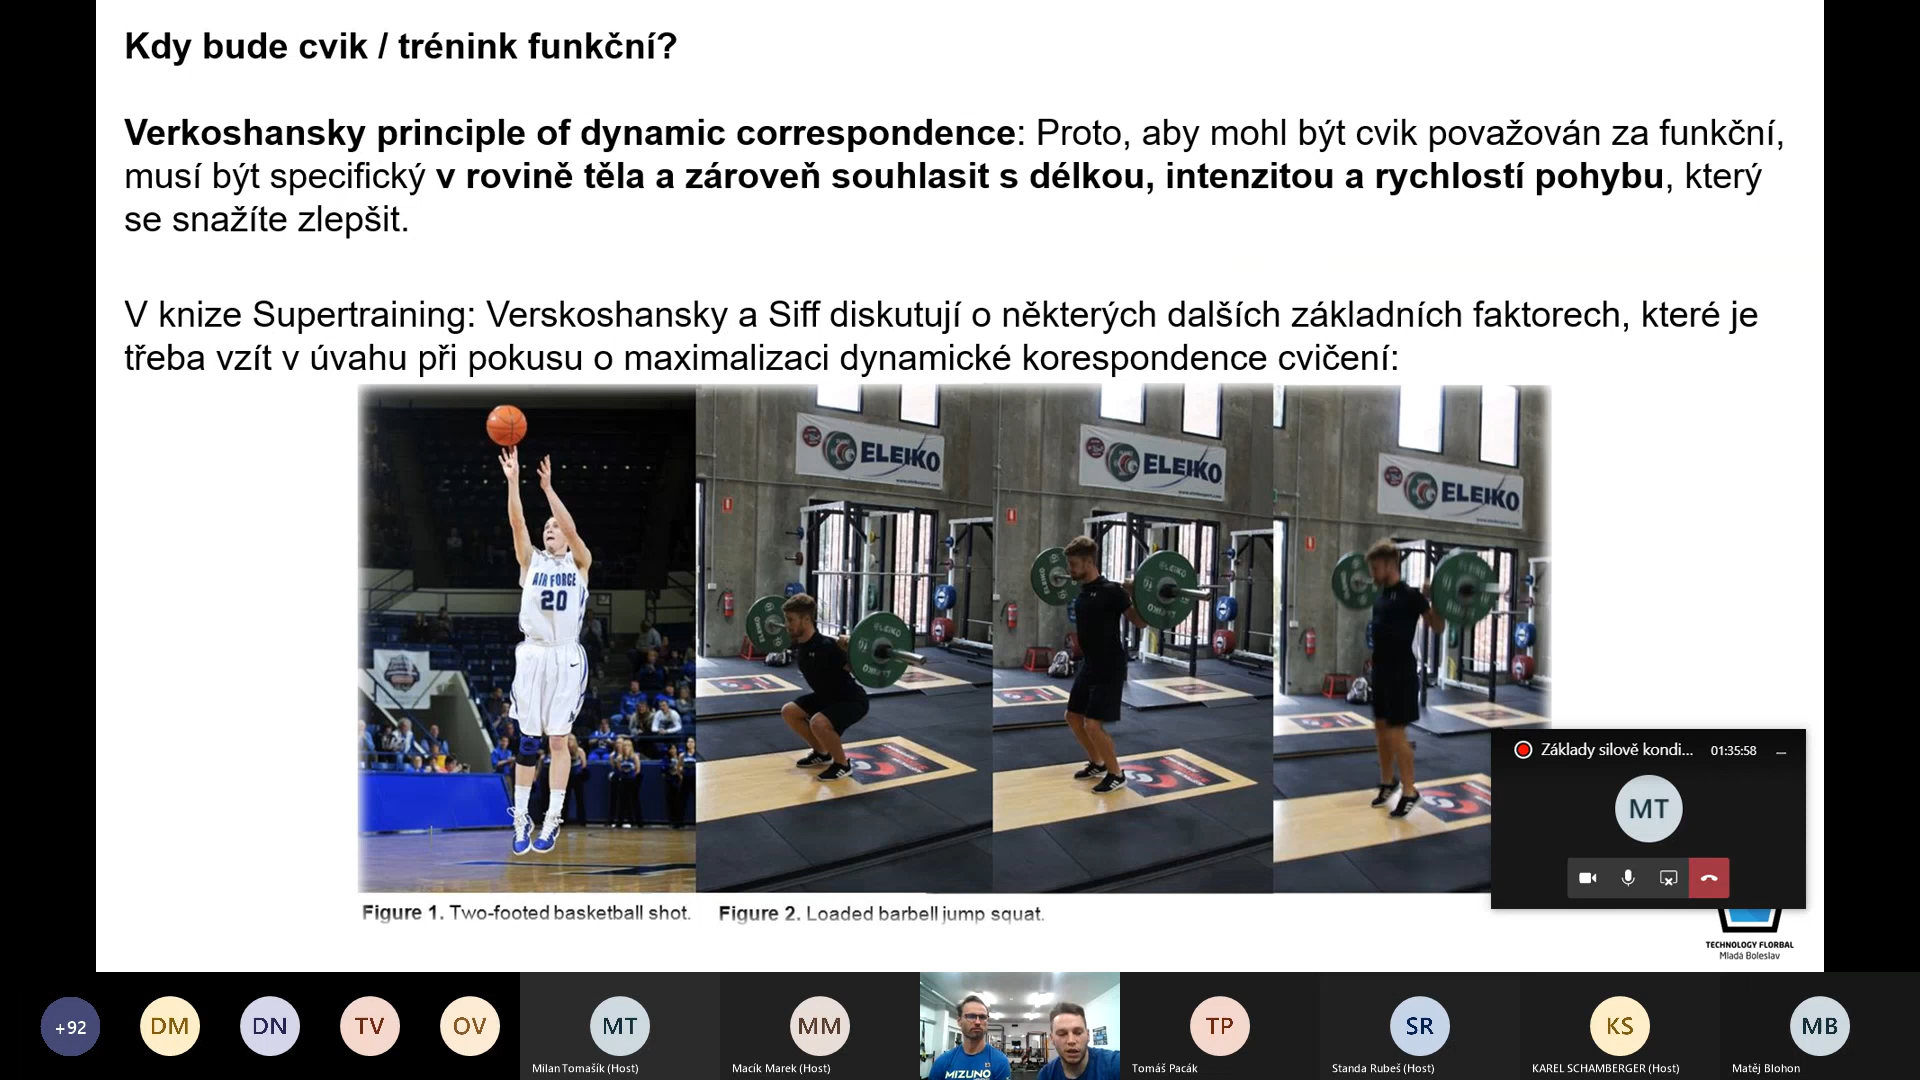 Kdy bude cvik / trénink funkční?
Verkoshansky principle of dynamic correspondence: Proto, aby mohl být cvik považován za funkční,
musí být specifický v rovině těla a zároveň souhlasit s délkou, intenzitou a rychlostí pohybu, který
se snažíte zlepšit.
V knize Supertraining: Verskoshansky a Siff diskutují o některých dalších základních faktorech, které je
třeba vzít v úvahu při pokusu o maximalizaci dynamické korespondence cvičení:
AIR FORCE
20
ELEIKO
ELEIKO
ELEIKO
ELEIKO
ELEIKO
Figure 1. Two-footed basketball shot.
Figure 2. Loaded barbell jump squat.
Základy silově kondi... 01:35:58
MT
TECHNOLOGY FLORBAL
Mladá Boleslav
+92
DM
DN
TV
OV
MT
Milan Tomašík (Host)
MM
Macík Marek (Host)
MIZUNO
TP
Tomáš Pacák
SR
Standa Rubeš (Host)
KS
KAREL SCHAMBERGER (Host)
MB
Matěj Blohon